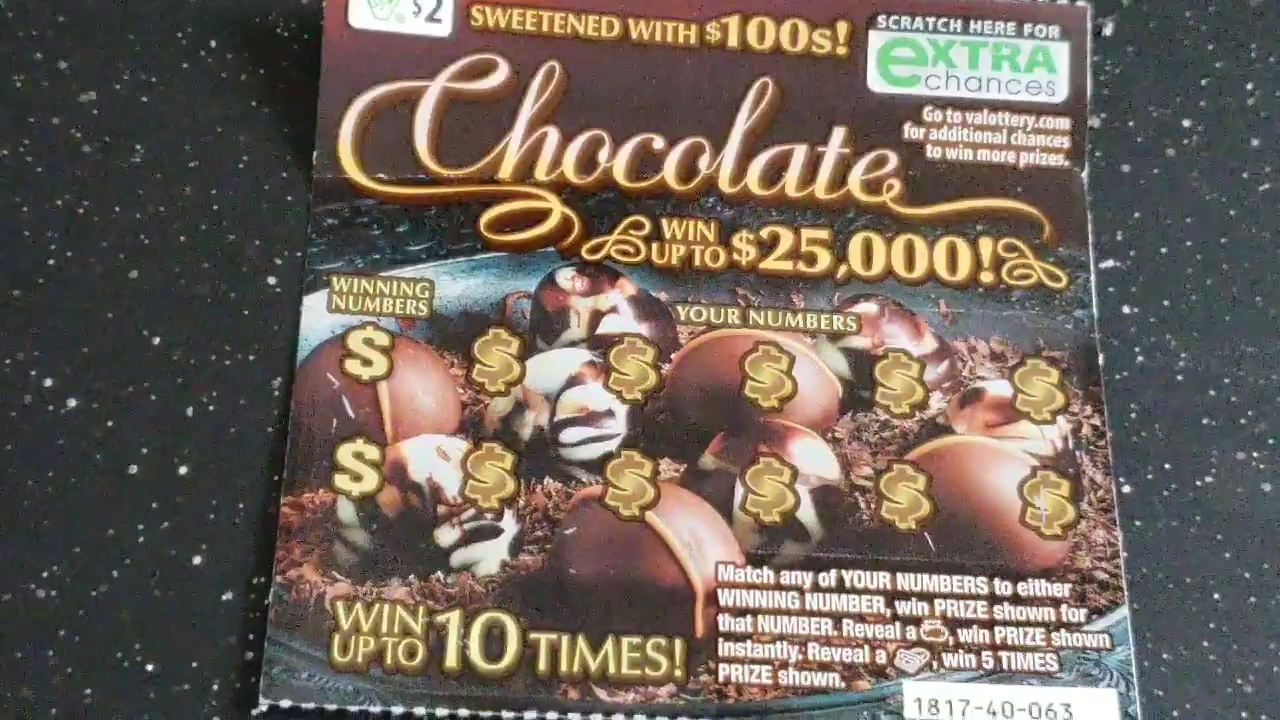 $2
SWEETENED WITH $100s!
SCRATCH HERE FOR
eXTRA
chances
Go to valottery.com
for additional chances
to win more prizes.
Chocolate
WIN
UP TO $25,000!
WINNING
NUMBERS
YOUR NUMBERS
$ $ $ $ $ $
$ $ $ $ $ $
WIN
UP TO 10 TIMES!
Match any of YOUR NUMBERS to either
WINNING NUMBER, win PRIZE shown for
that NUMBER. Reveal a , win PRIZE shown
instantly. Reveal a , win 5 TIMES
PRIZE shown.
1817-40-063